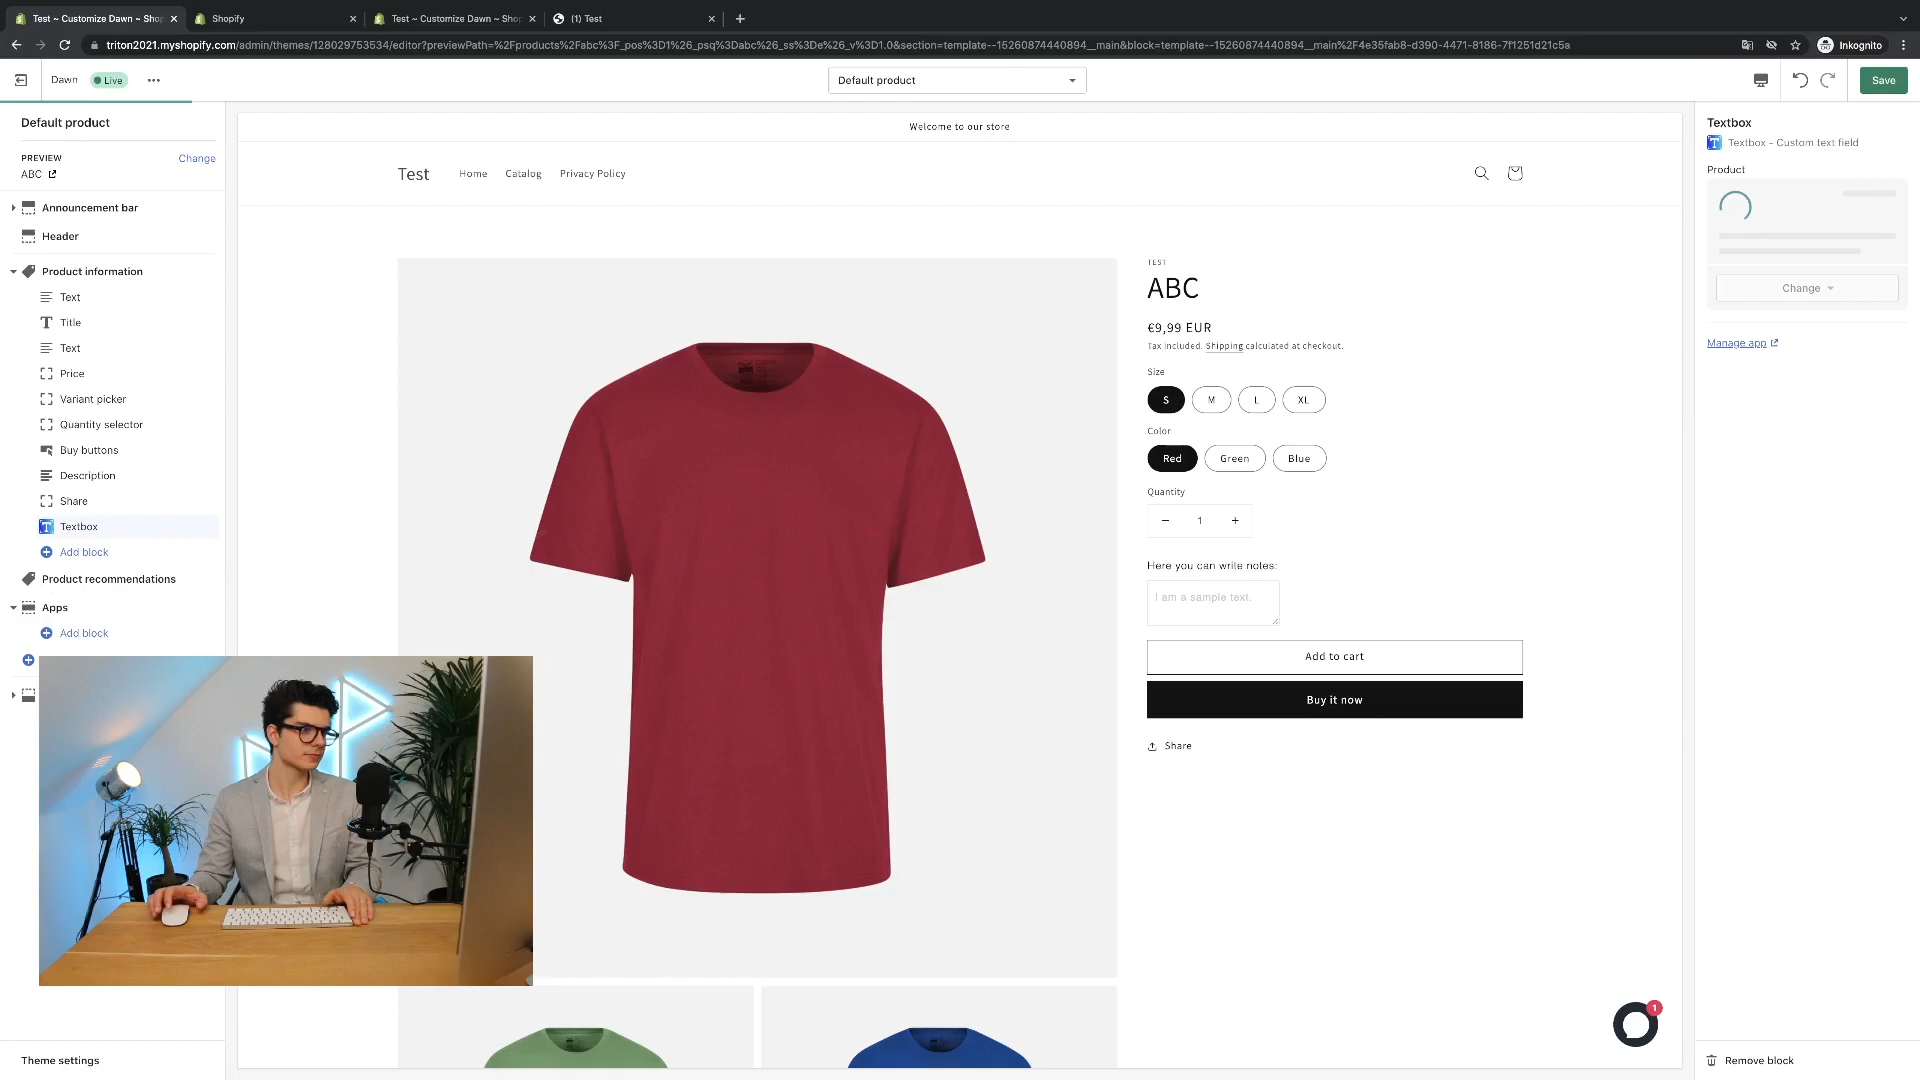 Test ~ Customize Dawn ~ Shop
Shopify
Test ~ Customize Dawn ~ Shop
(1) Test
triton2021.myshopify.com/admin/themes/128029753534/editor?previewPath=%2Fproducts%2Fabc%3F_pos%3D1%26_psq%3Dabc%26_ss%3De%26_v%3D1.0&section=template--15260874440894__main&block=template--15260874440894__main%2F4e35fab8-d390-4471-8186-7f1251d21c5a
Inkognito
Dawn
Live
Default product
Save
Default product
PREVIEW
Change
ABC
Announcement bar
Header
Product information
Text
Title
Text
Price
Variant picker
Quantity selector
Buy buttons
Description
Share
Textbox
Add block
Product recommendations
Apps
Add block
Theme settings
Welcome to our store
Test
Home
Catalog
Privacy Policy
TEST
ABC
€9,99 EUR
Tax included. Shipping calculated at checkout.
Size
S
M
L
XL
Color
Red
Green
Blue
Quantity
1
Here you can write notes:
I am a sample text.
Add to cart
Buy it now
Share
1
Textbox
Textbox - Custom text field
Product
Change
Manage app
Remove block